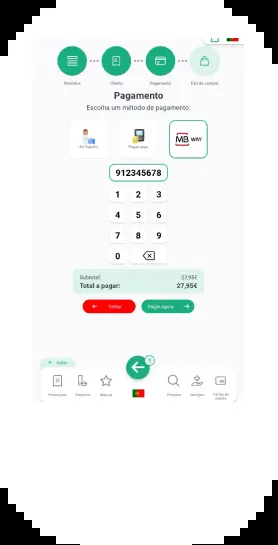 Produtos Cliente Pagamento Fim de compra
Pagamento
Escolha um método de pagamento:
Ao balcão Pagar aqui MB WAY
912345678
1 2 3
4 5 6
7 8 9
0
Subtotal: 27,95€
Total a pagar: 27,95€
Voltar Pagar agora
Voltar
1
Promoções Produtos Marcas Procurar Serviços Cartão de
cliente